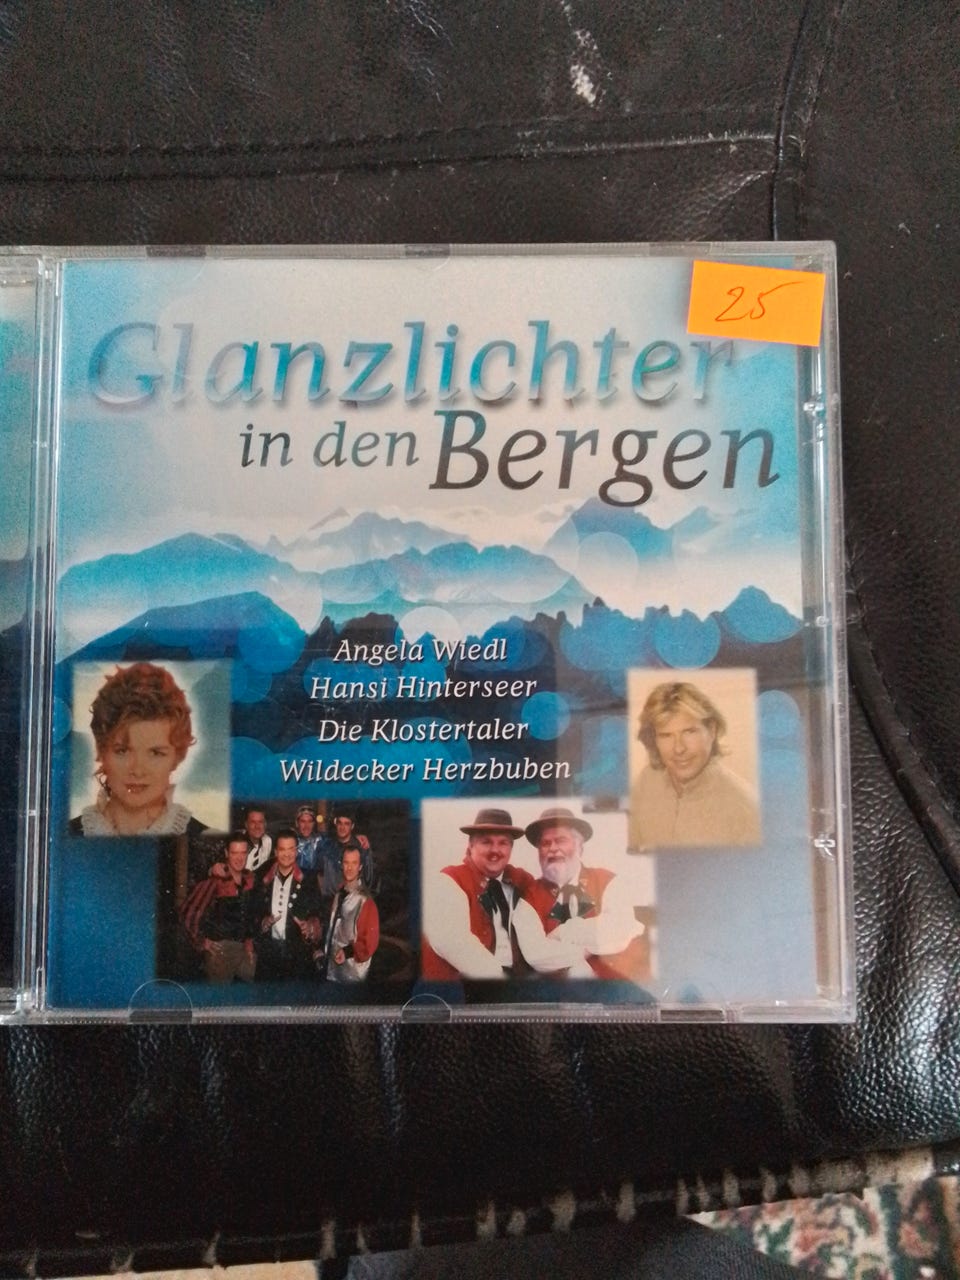 25
Glanzlichter
in den Bergen
Angela Wiedl
Hansi Hinterseer
Die Klostertaler
Wildecker Herzbuben